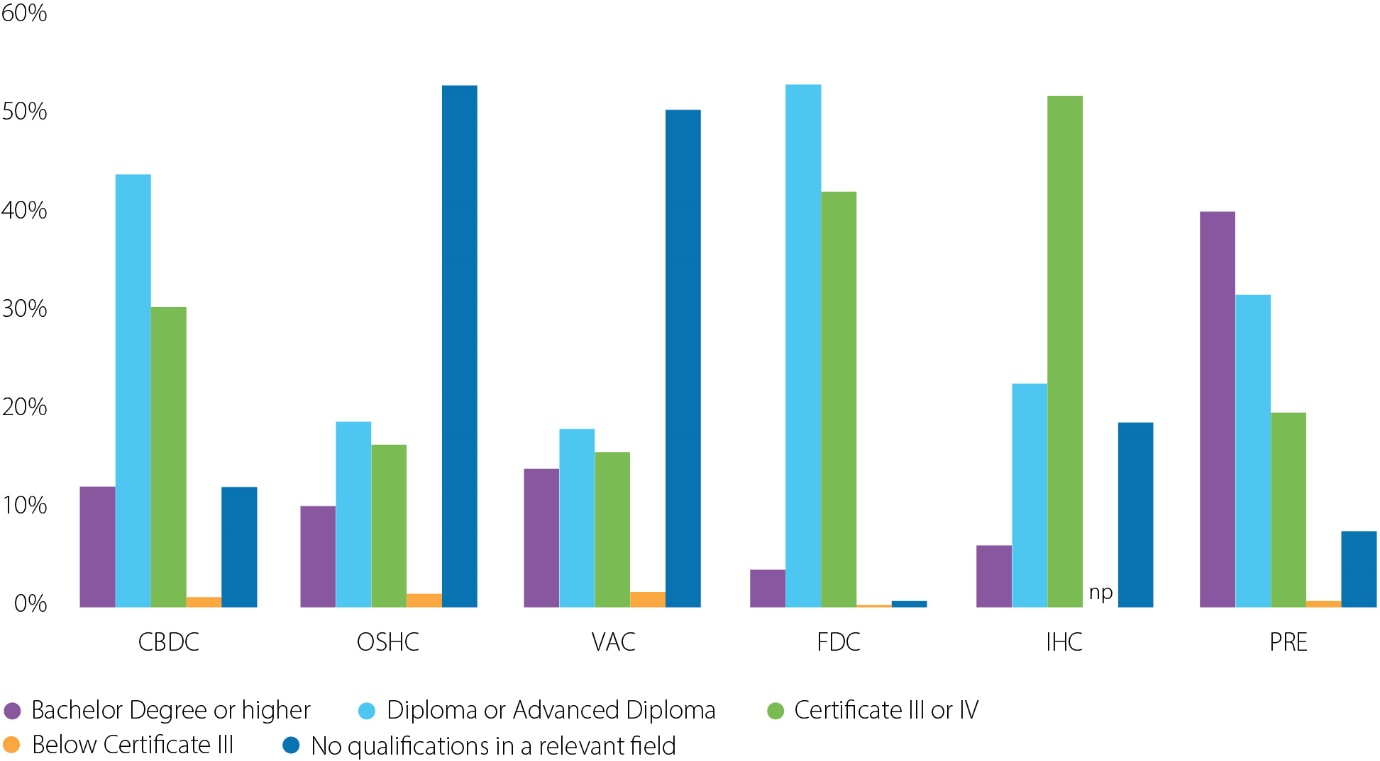 60%
50%
40%
30%
20%
10%
0%
np
CBDC OSHC VAC FDC IHC PRE
Bachelor Degree or higher Diploma or Advanced Diploma Certificate III or IV
Below Certificate III No qualifications in a relevant field